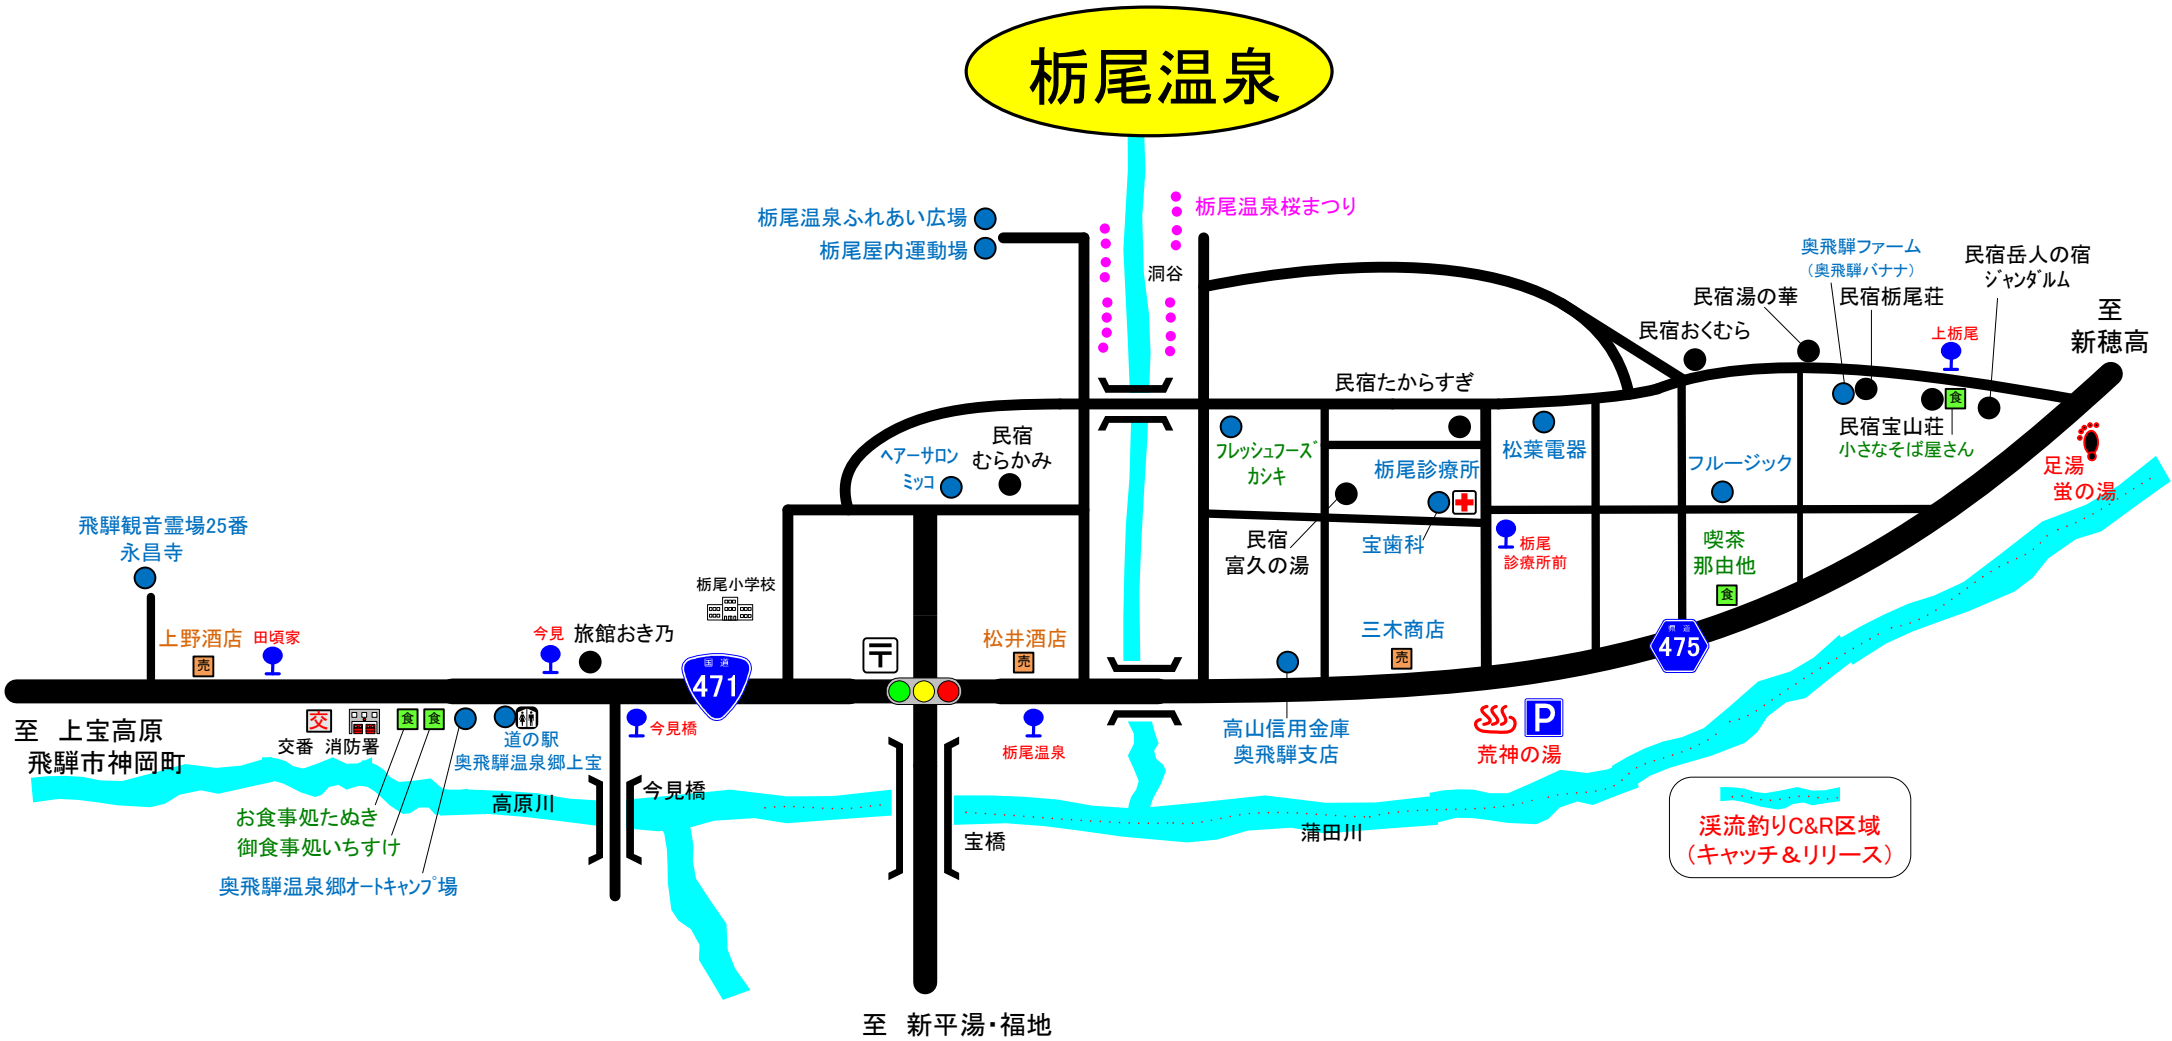 栃尾温泉
栃尾温泉ふれあい広場
栃尾屋内運動場
栃尾温泉桜まつり
洞谷
奥飛騨ファーム
(奥飛騨バナナ)
民宿岳人の宿
ジャンダルム
民宿湯の華
民宿栃尾荘
民宿おくむら
上栃尾
至
新穂高
民宿たからすぎ
食
民宿宝山荘
小さなそば屋さん
足湯
蛍の湯
ヘアーサロン
ミッコ
民宿
むらかみ
フレッシュフーズ
カシキ
栃尾診療所
松葉電器
フルージック
民宿
富久の湯
宝歯科
栃尾
診療所前
喫茶
那由他
食
飛騨観音霊場25番
永昌寺
上野酒店
売
田頃家
今見
旅館おき乃
栃尾小学校
国道
471
〒
松井酒店
売
三木商店
売
県道
475
至 上宝高原
飛騨市神岡町
交
交番
消防署
食
食
道の駅
奥飛騨温泉郷上宝
今見橋
栃尾温泉
高山信用金庫
奥飛騨支店
P
荒神の湯
お食事処たぬき
御食事処いちすけ
奥飛騨温泉郷オートキャンプ場
高原川
今見橋
宝橋
蒲田川
渓流釣りC&R区域
(キャッチ&リリース)
至 新平湯・福地